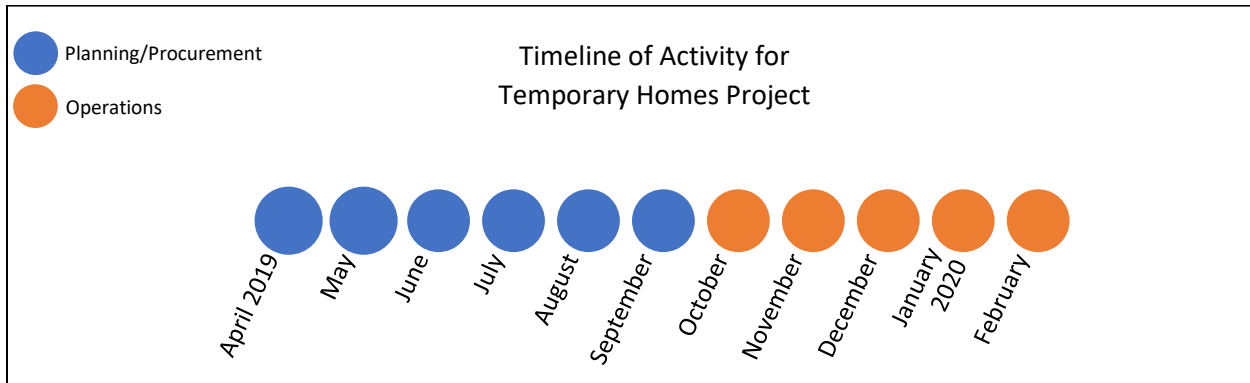 Planning/Procurement
Operations
Timeline of Activity for
Temporary Homes Project
April 2019
May
June
July
August
September
October
November
December
January
2020
February